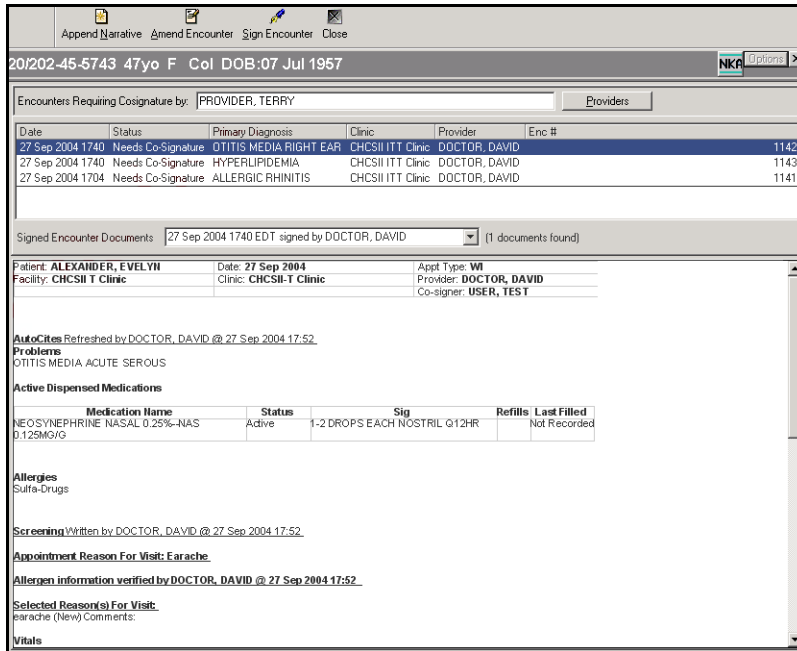 Append Narrative Amend Encounter Sign Encounter Close
20/202-45-5743 47yo F Col DOB:07 Jul 1957 NKA Options X
Encounters Requiring Cosignature by: PROVIDER, TERRY Providers
Date Status Primary Diagnosis Clinic Provider Enc #
27 Sep 2004 1740 Needs Co-Signature OTITIS MEDIA RIGHT EAR CHCSII ITT Clinic DOCTOR, DAVID 1142
27 Sep 2004 1740 Needs Co-Signature HYPERLIPIDEMIA CHCSII ITT Clinic DOCTOR, DAVID 1143
27 Sep 2004 1704 Needs Co-Signature ALLERGIC RHINITIS CHCSII ITT Clinic DOCTOR, DAVID 1141
Signed Encounter Documents 27 Sep 2004 1740 EDT signed by DOCTOR, DAVID (1 documents found)
Patient: ALEXANDER, EVELYN Date: 27 Sep 2004 Appt Type: WI
Facility: CHCSII T Clinic Clinic: CHCSII-T Clinic Provider: DOCTOR, DAVID
Co-signer: USER, TEST
AutoCites Refreshed by DOCTOR, DAVID @ 27 Sep 2004 17:52
Problems
OTITIS MEDIA ACUTE SEROUS
Active Dispensed Medications
Medication Name Status Sig Refills Last Filled
NEOSYNEPHRINE NASAL 0.25%--NAS Active 1-2 DROPS EACH NOSTRIL Q12HR Not Recorded
0.125MG/G
Allergies
Sulfa-Drugs
Screening Written by DOCTOR, DAVID @ 27 Sep 2004 17:52
Appointment Reason For Visit: Earache
Allergen information verified by DOCTOR, DAVID @ 27 Sep 2004 17:52
Selected Reason(s) For Visit:
earache (New) Comments:
Vitals